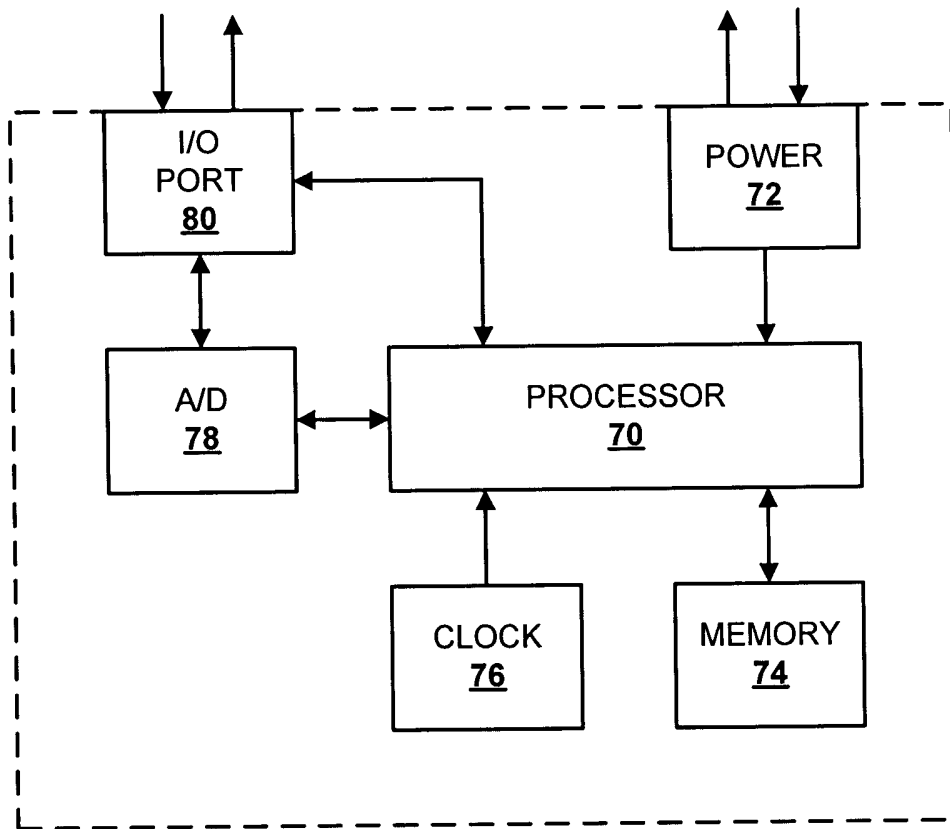 I/O
PORT
80
POWER
72
A/D
78
PROCESSOR
70
CLOCK
76
MEMORY
74